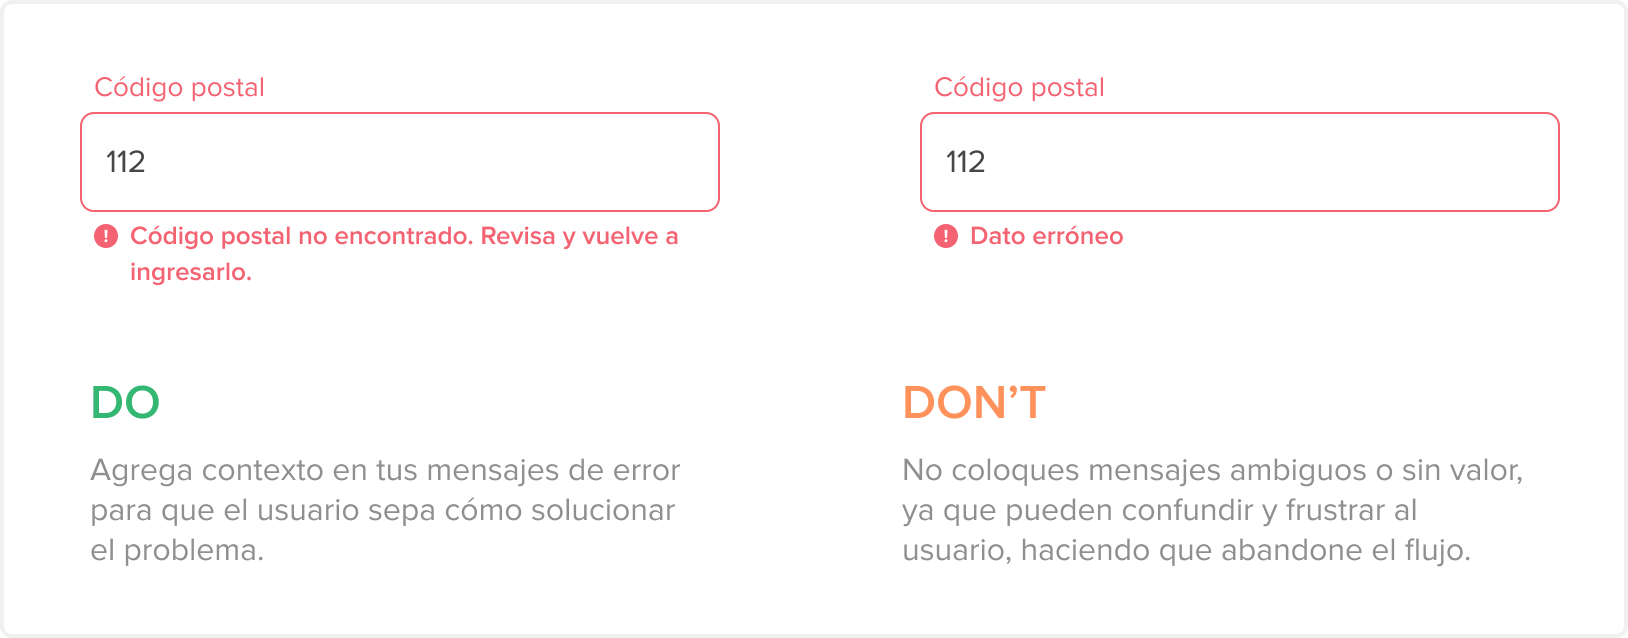 Código postal
112
Código postal no encontrado. Revisa y vuelve a
ingresarlo.
DO
Agrega contexto en tus mensajes de error
para que el usuario sepa cómo solucionar
el problema.
Código postal
112
Dato erróneo
DON’T
No coloques mensajes ambiguos o sin valor,
ya que pueden confundir y frustrar al
usuario, haciendo que abandone el flujo.